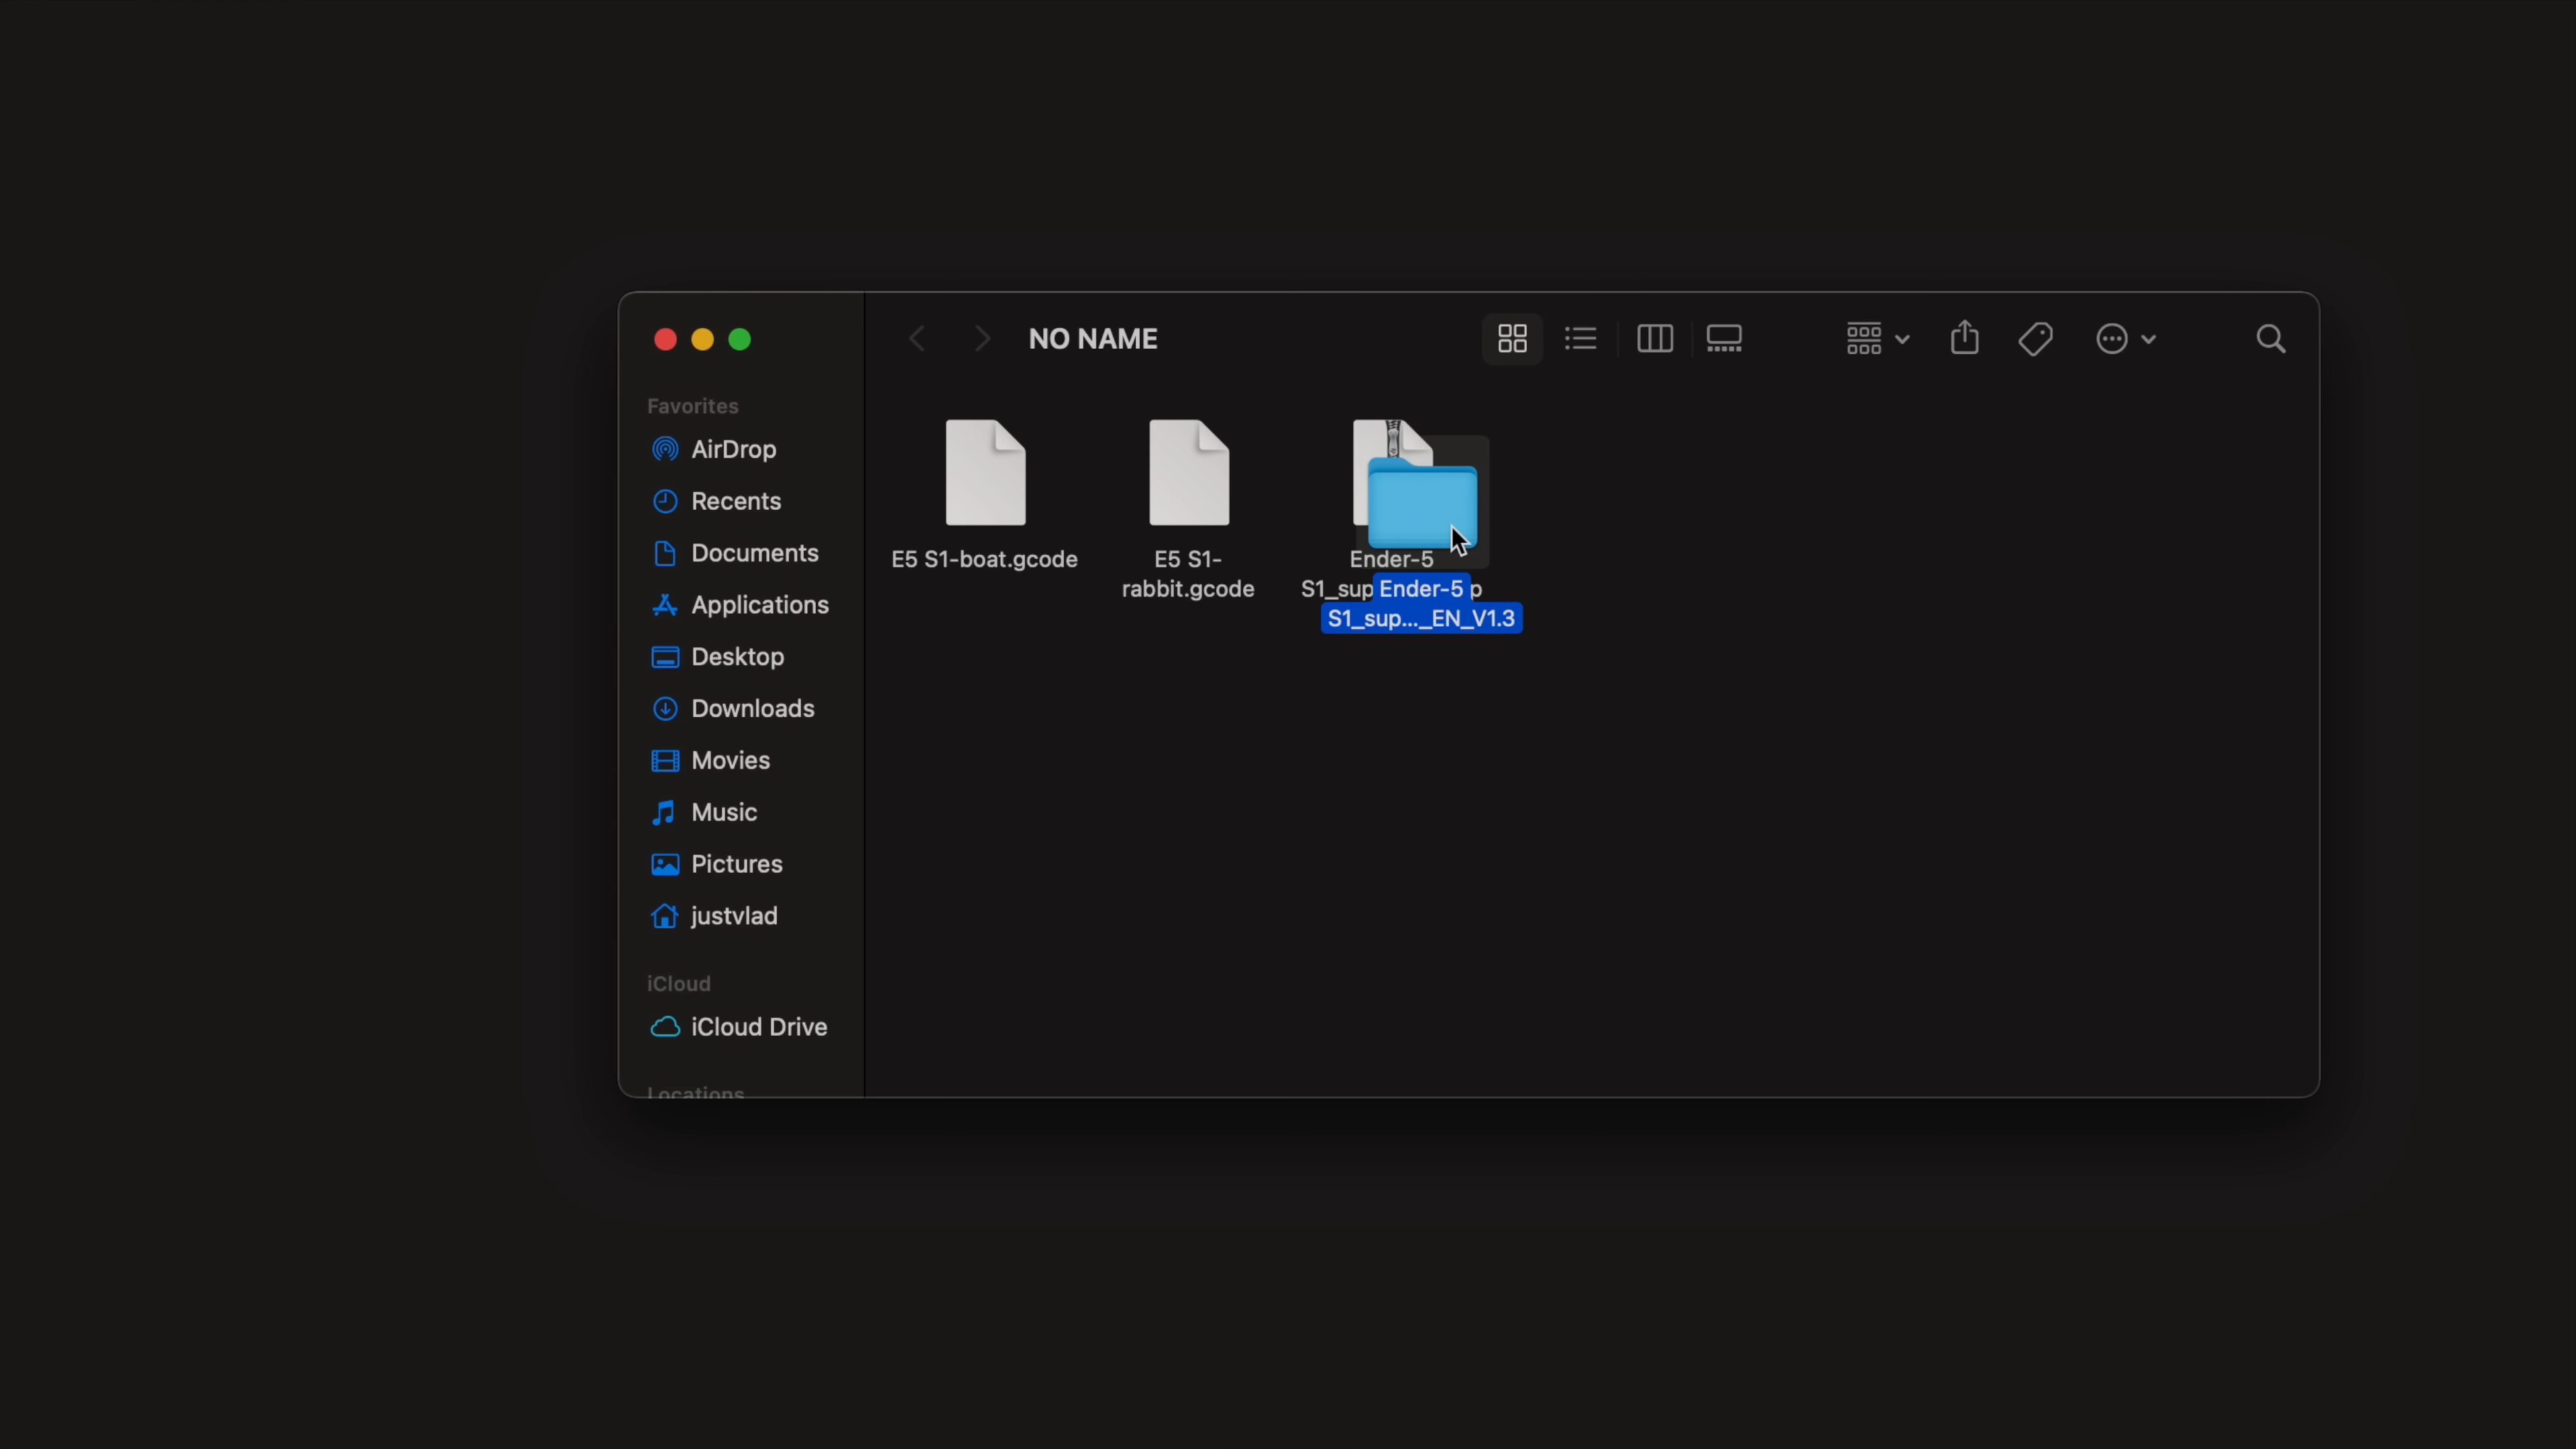 NO NAME
Favorites
AirDrop
Recents
Documents
Applications
Desktop
Downloads
Movies
Music
Pictures
justvlad
iCloud
iCloud Drive
Locations
E5 S1-boat.gcode
E5 S1-
rabbit.gcode
Ender-5
S1_sup p
Ender-5
S1_sup..._EN_V1.3